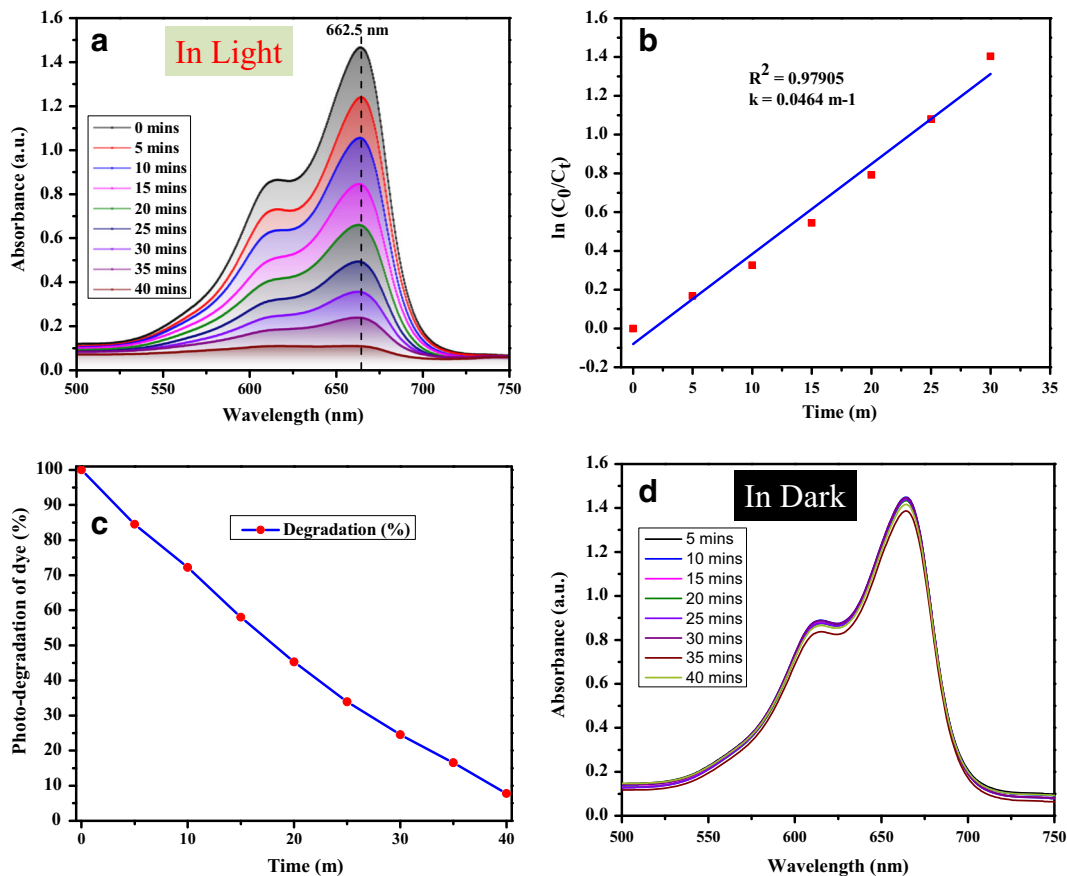 a
In Light
662.5 nm
0 mins
5 mins
10 mins
15 mins
20 mins
25 mins
30 mins
35 mins
40 mins
Absorbance (a.u.)
1.6
1.4
1.2
1.0
0.8
0.6
0.4
0.2
0.0
500
550
600
650
700
750
Wavelength (nm)
b
R² = 0.97905
k = 0.0464 m-1
ln (C₀/Cₜ)
1.6
1.4
1.2
1.0
0.8
0.6
0.4
0.2
0.0
-0.2
0
5
10
15
20
25
30
35
Time (m)
c
Degradation (%)
Photo-degradation of dye (%)
100
90
80
70
60
50
40
30
20
10
0
0
10
20
30
40
Time (m)
d
In Dark
5 mins
10 mins
15 mins
20 mins
25 mins
30 mins
35 mins
40 mins
Absorbance (a.u.)
1.6
1.4
1.2
1.0
0.8
0.6
0.4
0.2
0.0
500
550
600
650
700
750
Wavelength (nm)